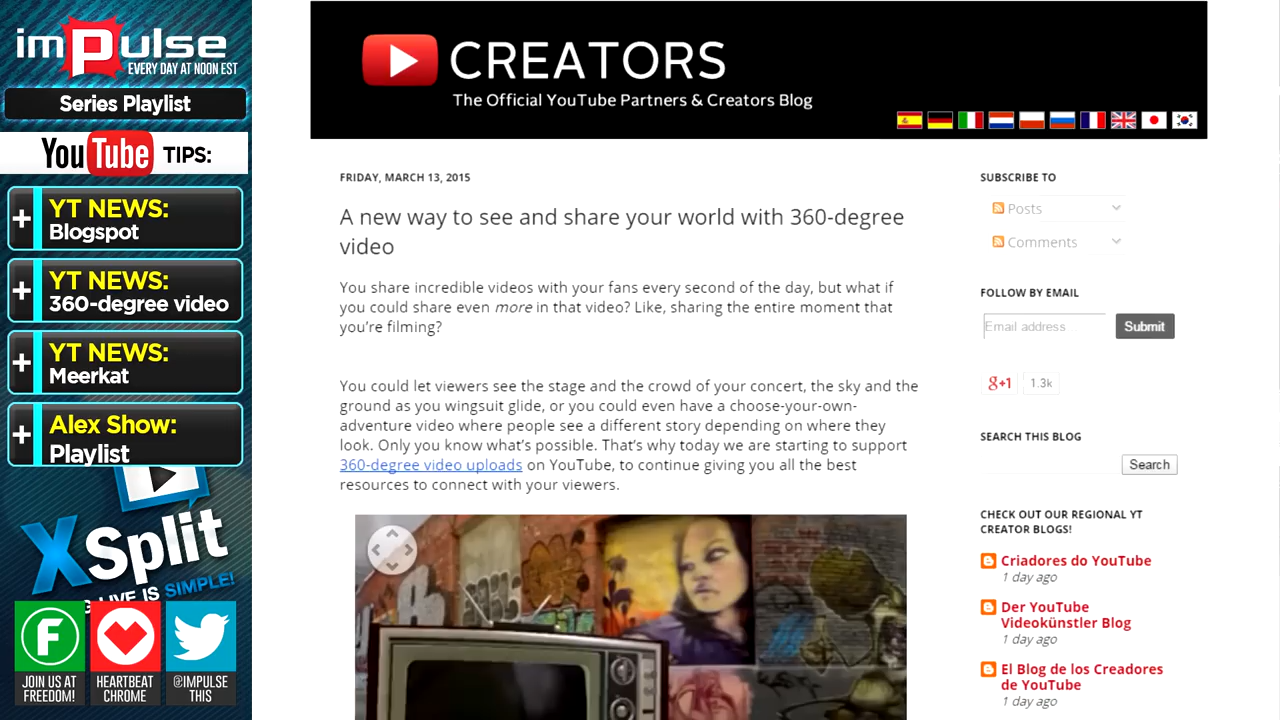 imPulse
EVERY DAY AT NOON EST
Series Playlist
YouTube TIPS:
+ YT NEWS:
Blogspot
+ YT NEWS:
360-degree video
+ YT NEWS:
Meerkat
+ Alex Show:
Playlist
XSplit
LIVE IS SIMPLE!
F
JOIN US AT
FREEDOM!
HEARTBEAT
CHROME
@IMPULSE
THIS
CREATORS
The Official YouTube Partners & Creators Blog
FRIDAY, MARCH 13, 2015
A new way to see and share your world with 360-degree
video
You share incredible videos with your fans every second of the day, but what if
you could share even more in that video? Like, sharing the entire moment that
you're filming?
You could let viewers see the stage and the crowd of your concert, the sky and the
ground as you wingsuit glide, or you could even have a choose-your-own-
adventure video where people see a different story depending on where they
look. Only you know what's possible. That's why today we are starting to support
360-degree video uploads on YouTube, to continue giving you all the best
resources to connect with your viewers.
SUBSCRIBE TO
Posts
Comments
FOLLOW BY EMAIL
Email address
Submit
g+1 1.3k
SEARCH THIS BLOG
Search
CHECK OUT OUR REGIONAL YT
CREATOR BLOGS!
Criadores do YouTube
1 day ago
Der YouTube
Videokünstler Blog
1 day ago
El Blog de los Creadores
de YouTube
1 day ago